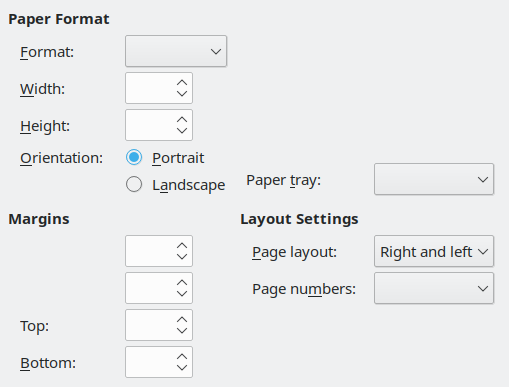 Paper Format
Format:
Width:
Height:
Orientation:
Portrait
Landscape
Paper tray:
Margins
Layout Settings
Page layout:
Right and left
Page numbers:
Top:
Bottom: